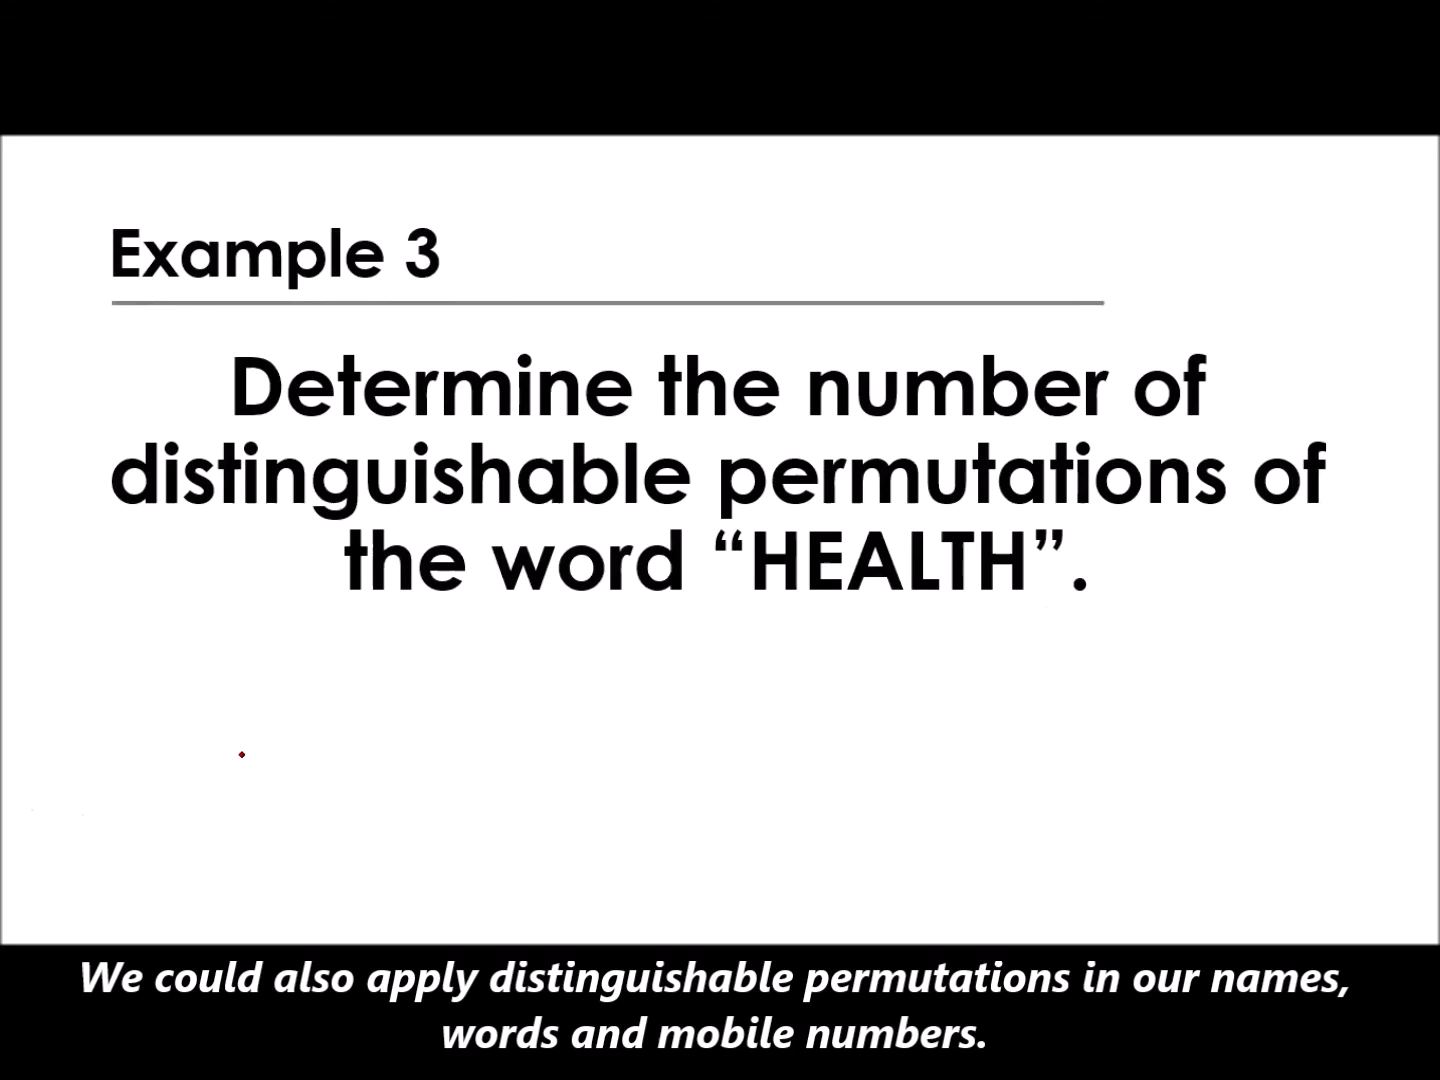 Example 3
Determine the number of
distinguishable permutations of
the word “HEALTH”.
We could also apply distinguishable permutations in our names,
words and mobile numbers.